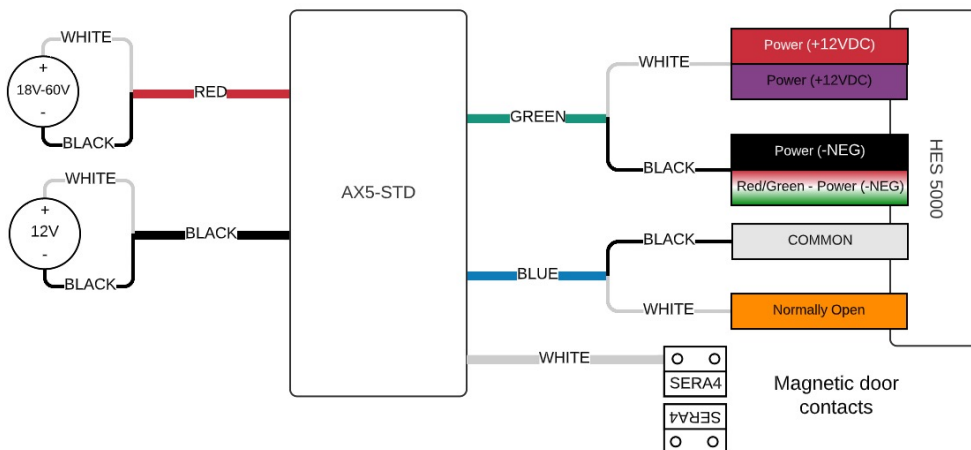 WHITE
+
18V-60V
-
RED
BLACK
WHITE
+
12V
-
BLACK
BLACK
AX5-STD
GREEN
WHITE
BLACK
Power (+12VDC)
Power (+12VDC)
Power (-NEG)
Red/Green - Power (-NEG)
HES 5000
BLUE
BLACK
WHITE
COMMON
Normally Open
WHITE
SERA4
SERA4
Magnetic door
contacts